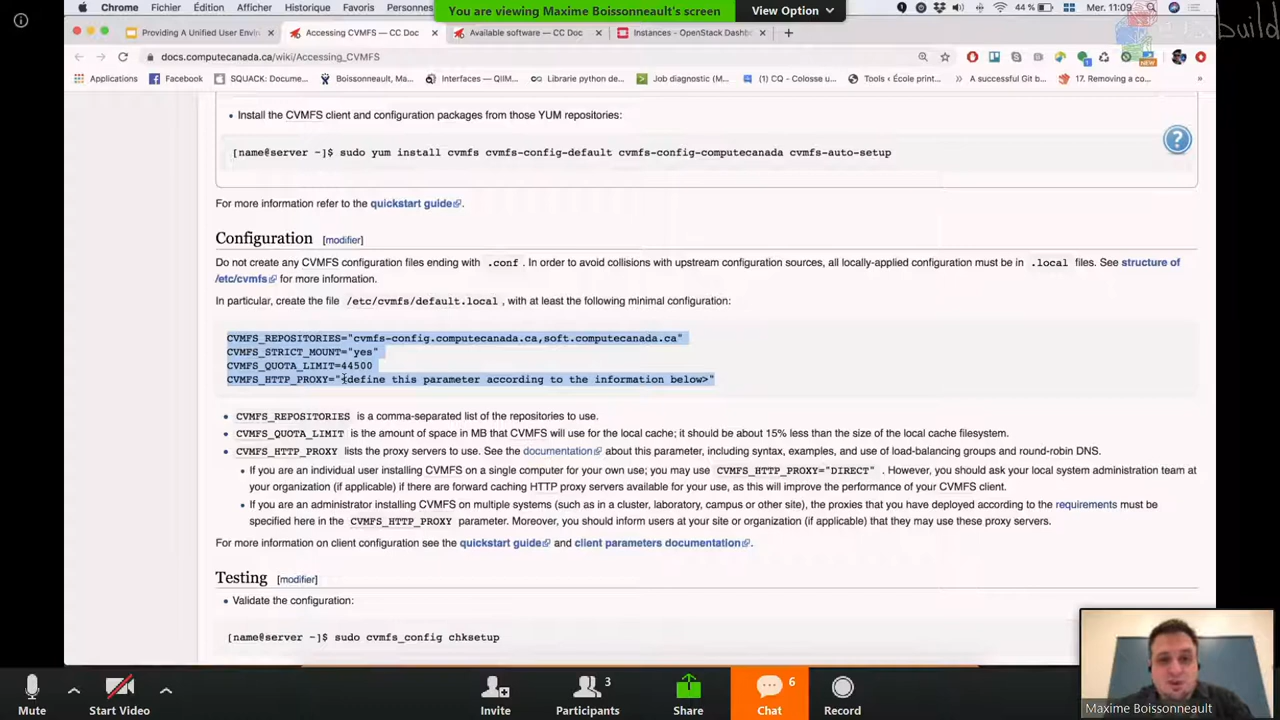 Chrome Fichier Édition Afficher Historique Favoris Personnes
You are viewing Maxime Boissonneault's screen
View Option
44 %
Mer. 11:09
Providing A Unified User Enviro
Accessing CVMFS — CC Doc
Available software — CC Doc
Instances - OpenStack Dashbo
build
docs.computecanada.ca/wiki/Accessing_CVMFS
Applications
Facebook
SQUACK: Docume...
Boissonneault, Ma...
Interfaces — QIIM...
Librarie python de...
Job diagnostic (M...
(1) CQ - Colosse u...
Tools ‹ École print...
A successful Git b...
17. Removing a co...
»
Install the CVMFS client and configuration packages from those YUM repositories:
[name@server ~]$ sudo yum install cvmfs cvmfs-config-default cvmfs-config-computecanada cvmfs-auto-setup
?
For more information refer to the quickstart guide.
Configuration [modifier]
Do not create any CVMFS configuration files ending with .conf. In order to avoid collisions with upstream configuration sources, all locally-applied configuration must be in .local files. See structure of
/etc/cvmfs for more information.
In particular, create the file /etc/cvmfs/default.local, with at least the following minimal configuration:
CVMFS_REPOSITORIES="cvmfs-config.computecanada.ca,soft.computecanada.ca"
CVMFS_STRICT_MOUNT="yes"
CVMFS_QUOTA_LIMIT=44500
CVMFS_HTTP_PROXY="<define this parameter according to the information below>"
CVMFS_REPOSITORIES is a comma-separated list of the repositories to use.
CVMFS_QUOTA_LIMIT is the amount of space in MB that CVMFS will use for the local cache; it should be about 15% less than the size of the local cache filesystem.
CVMFS_HTTP_PROXY lists the proxy servers to use. See the documentation about this parameter, including syntax, examples, and use of load-balancing groups and round-robin DNS.
If you are an individual user installing CVMFS on a single computer for your own use; you may use CVMFS_HTTP_PROXY="DIRECT" . However, you should ask your local system administration team at
your organization (if applicable) if there are forward caching HTTP proxy servers available for your use, as this will improve the performance of your CVMFS client.
If you are an administrator installing CVMFS on multiple systems (such as in a cluster, laboratory, campus or other site), the proxies that you have deployed according to the requirements must be
specified here in the CVMFS_HTTP_PROXY parameter. Moreover, you should inform users at your site or organization (if applicable) that they may use these proxy servers.
For more information on client configuration see the quickstart guide and client parameters documentation.
Testing [modifier]
Validate the configuration:
[name@server ~]$ sudo cvmfs_config chksetup
Mute
Start Video
Invite
3
Participants
Share
6
Chat
Record
Maxime Boissonneault